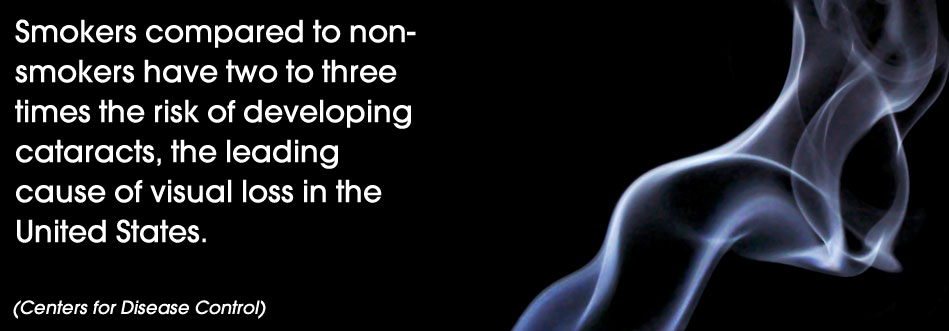 Smokers compared to non-
smokers have two to three
times the risk of developing
cataracts, the leading
cause of visual loss in the
United States.
(Centers for Disease Control)